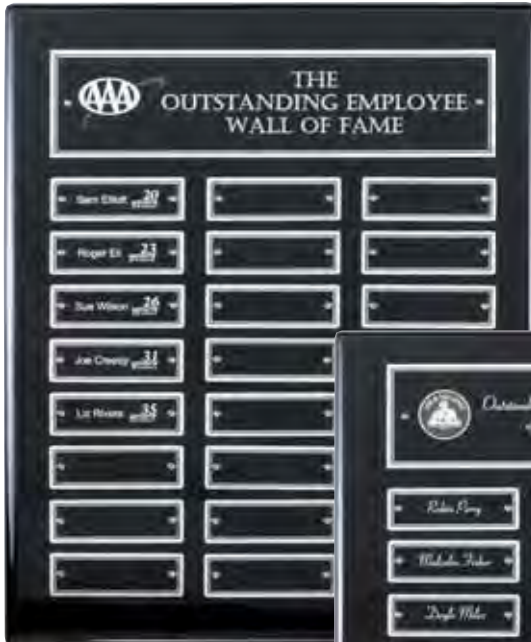 AAA
THE
OUTSTANDING EMPLOYEE
WALL OF FAME
Sam Elliott 20
Roger Eli 23
Sue Wilson 26
Joe 31
Liz Rivera 35
Robin Perry
Malcolm Fisher
Doyle Miles